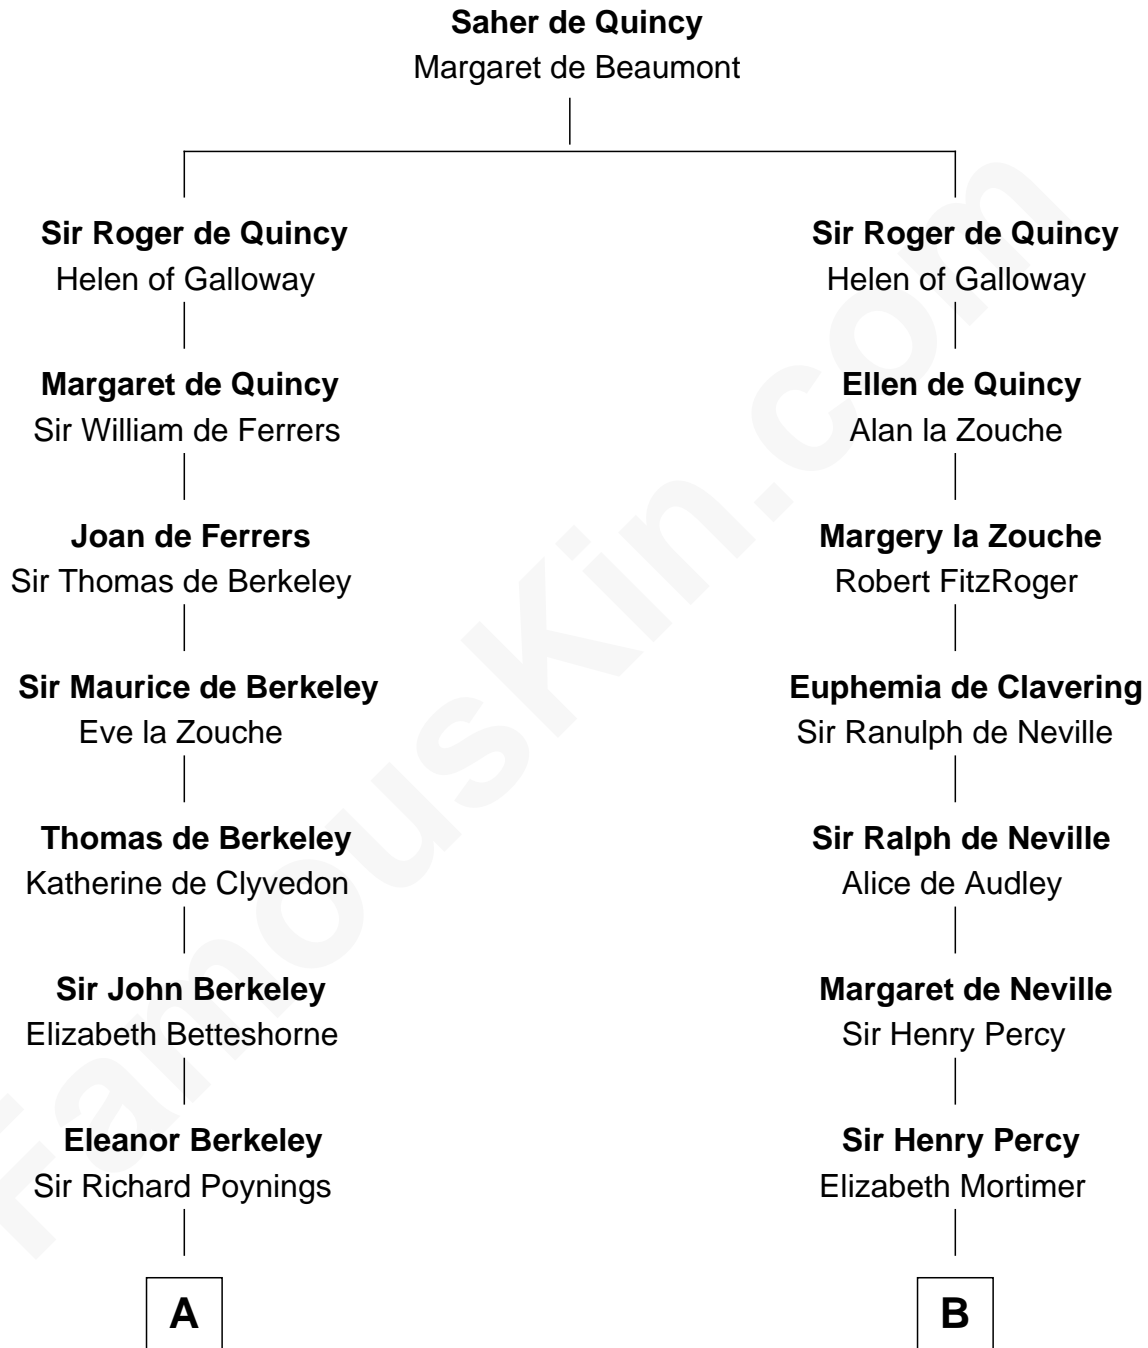 Saher de Quincy
Margaret de Beaumont
Sir Roger de Quincy
Helen of Galloway
Sir Roger de Quincy
Helen of Galloway
Margaret de Quincy
Sir William de Ferrers
Ellen de Quincy
Alan la Zouche
Joan de Ferrers
Sir Thomas de Berkeley
Margery la Zouche
Robert FitzRoger
Sir Maurice de Berkeley
Eve la Zouche
Euphemia de Clavering
Sir Ranulph de Neville
Thomas de Berkeley
Katherine de Clyvedon
Sir Ralph de Neville
Alice de Audley
Sir John Berkeley
Elizabeth Betteshorne
Margaret de Neville
Sir Henry Percy
Eleanor Berkeley
Sir Richard Poynings
Sir Henry Percy
Elizabeth Mortimer
A
B
FamousKin.com